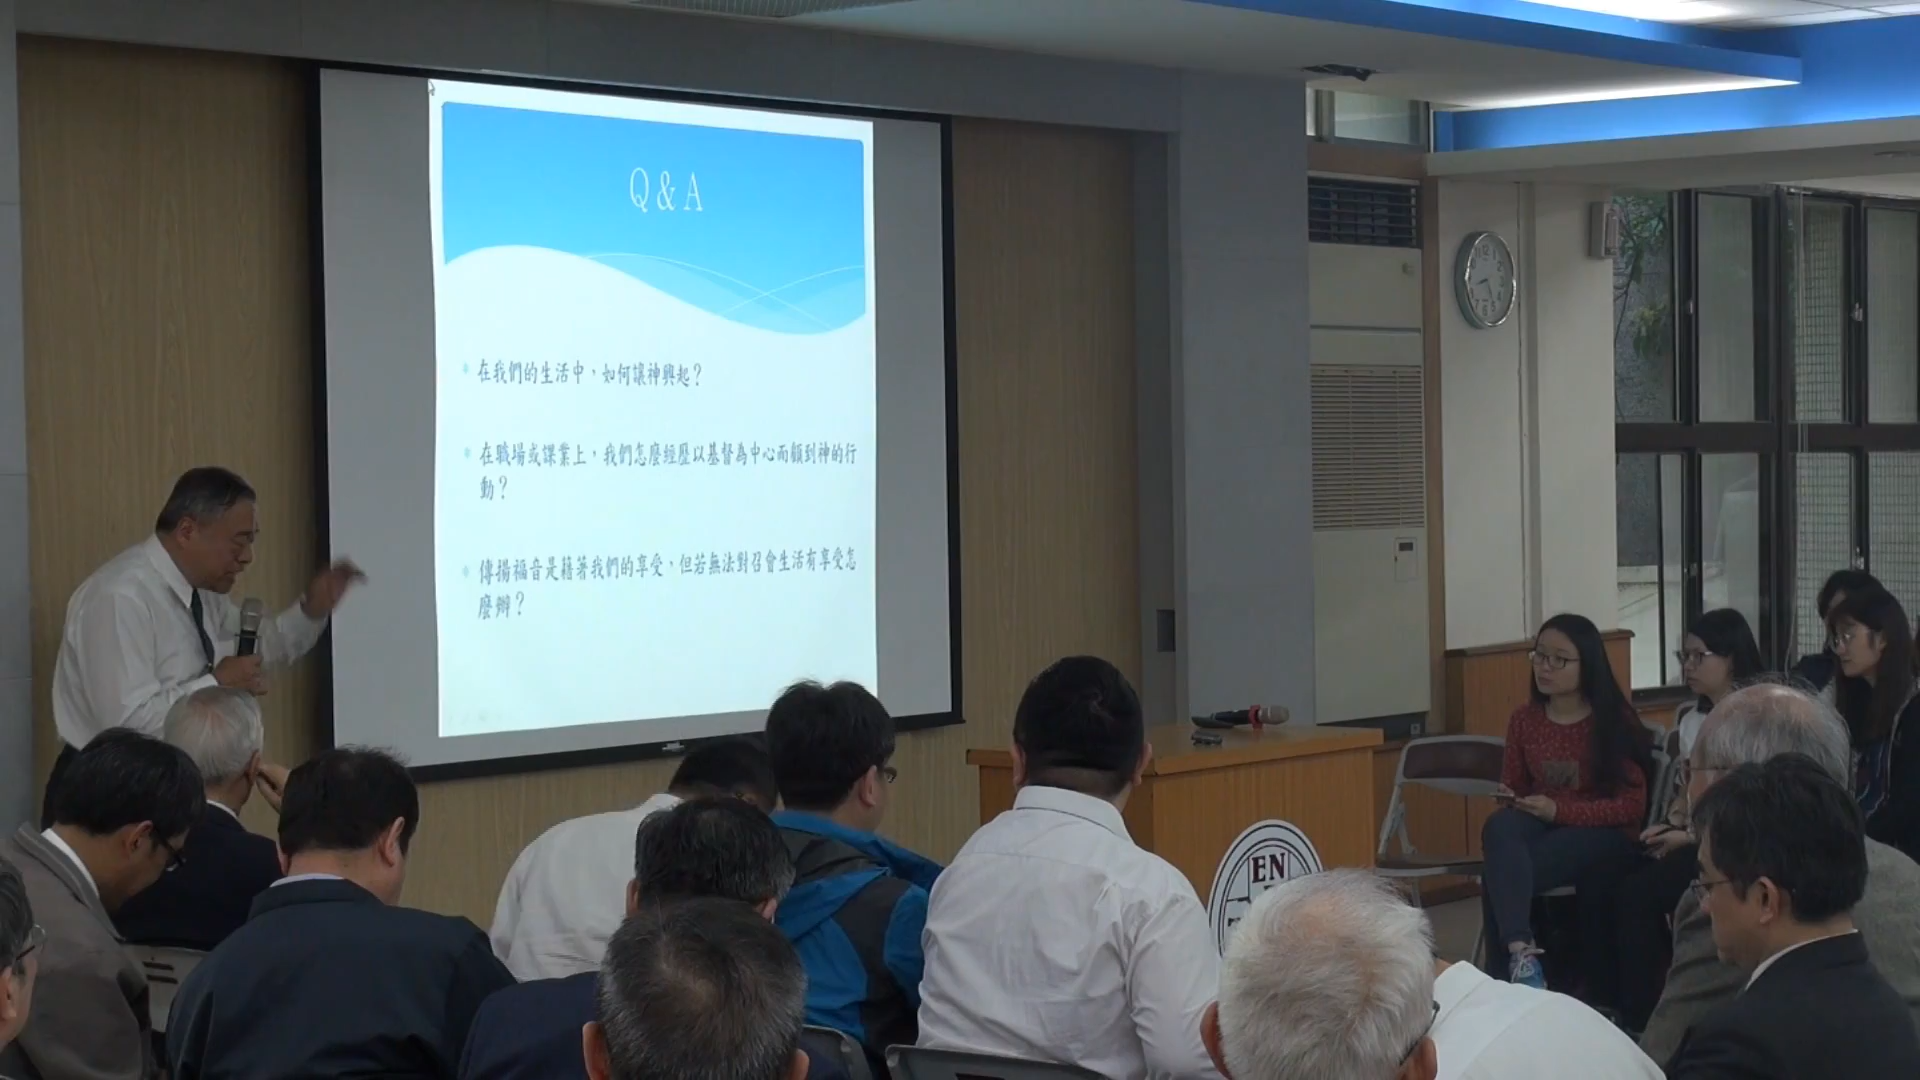 Q & A
在我們的生活中，如何讓神興起？
在職場或課業上，我們怎麼經歷以基督為中心而顧到神的行
動？
傳揚福音是藉著我們的享受，但若無法對召會生活有享受怎
麼辦？
EN